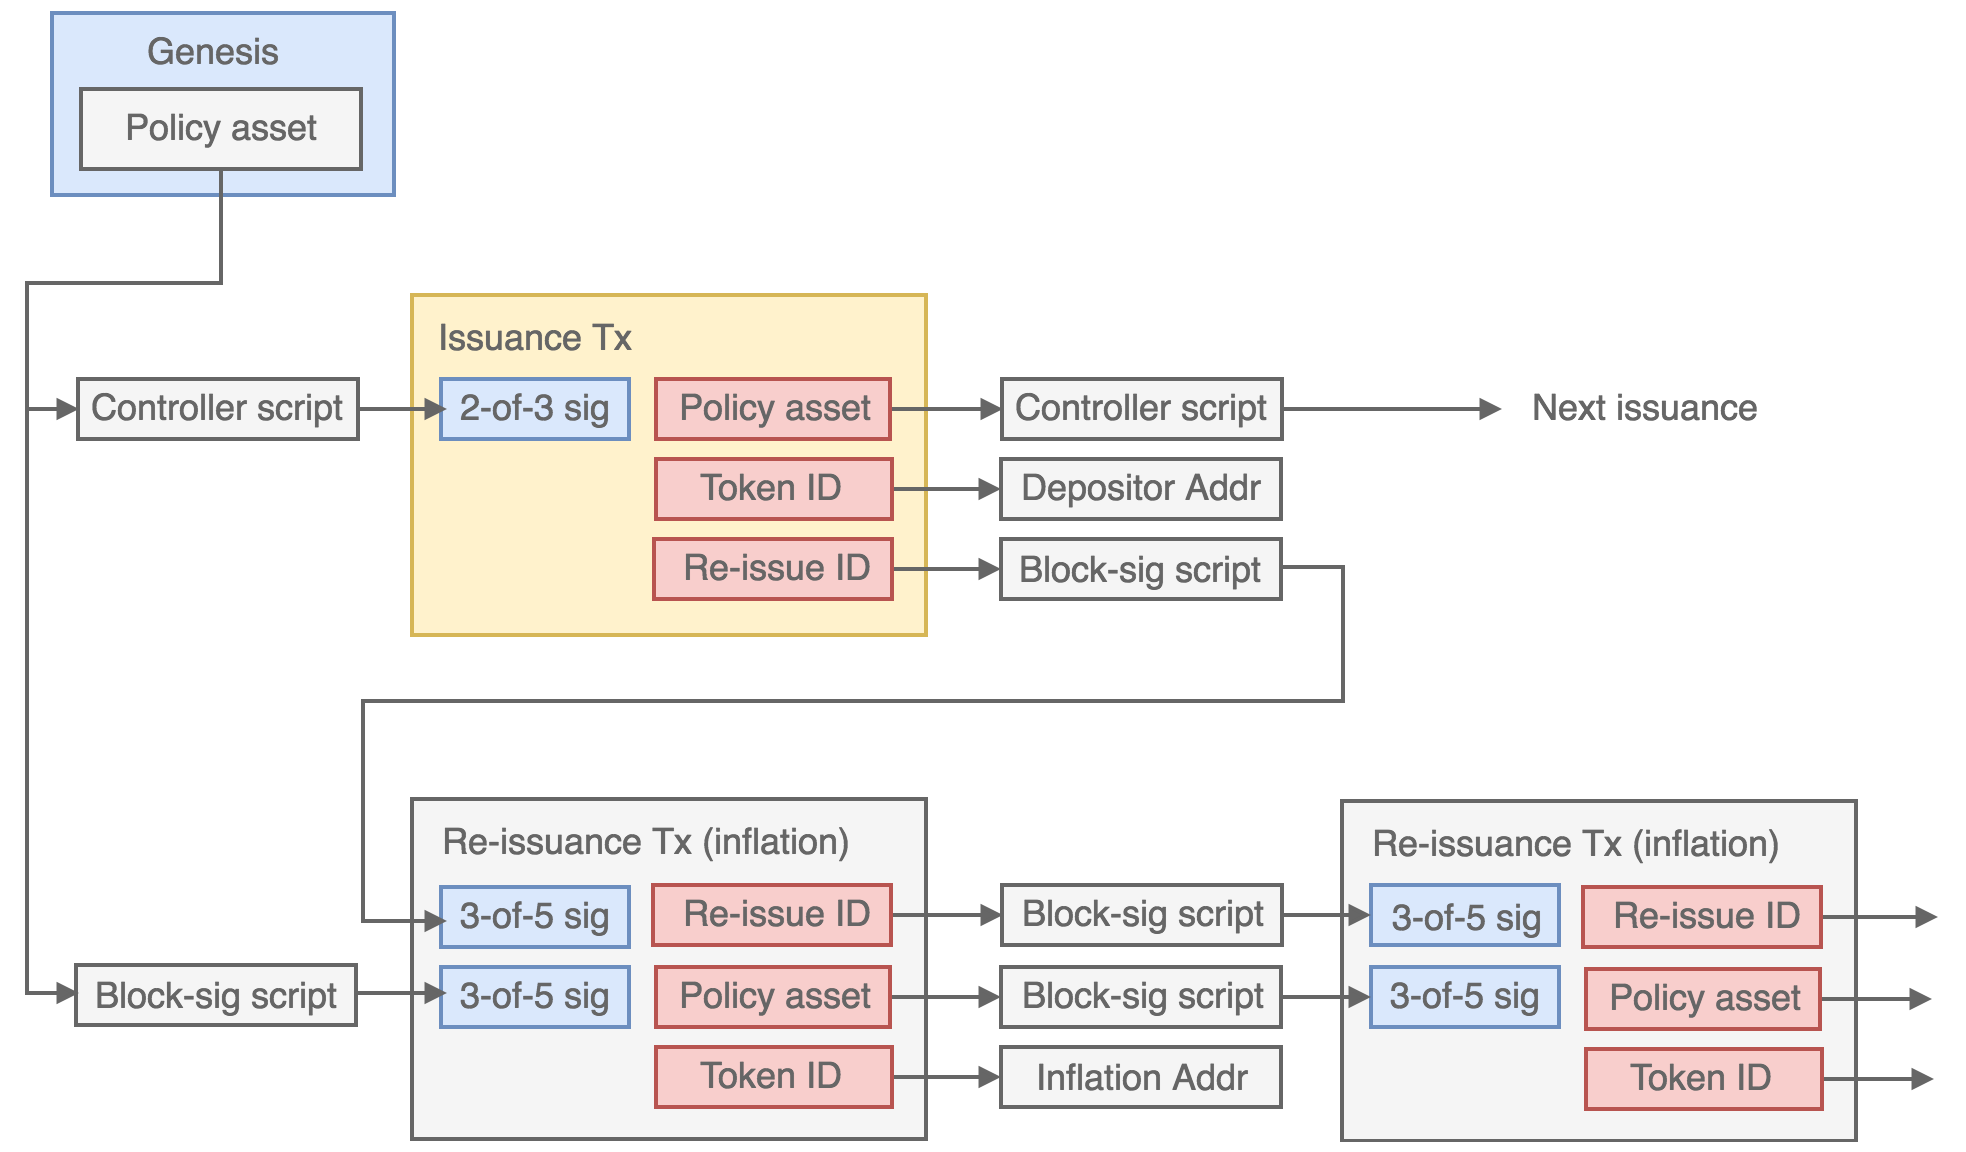 Genesis
Policy asset
Issuance Tx
Controller script
2-of-3 sig
Policy asset
Controller script
Next issuance
Token ID
Depositor Addr
Re-issue ID
Block-sig script
Re-issuance Tx (inflation)
3-of-5 sig
Re-issue ID
Block-sig script
Block-sig script
3-of-5 sig
Policy asset
Block-sig script
Token ID
Inflation Addr
Re-issuance Tx (inflation)
3-of-5 sig
Re-issue ID
3-of-5 sig
Policy asset
Token ID